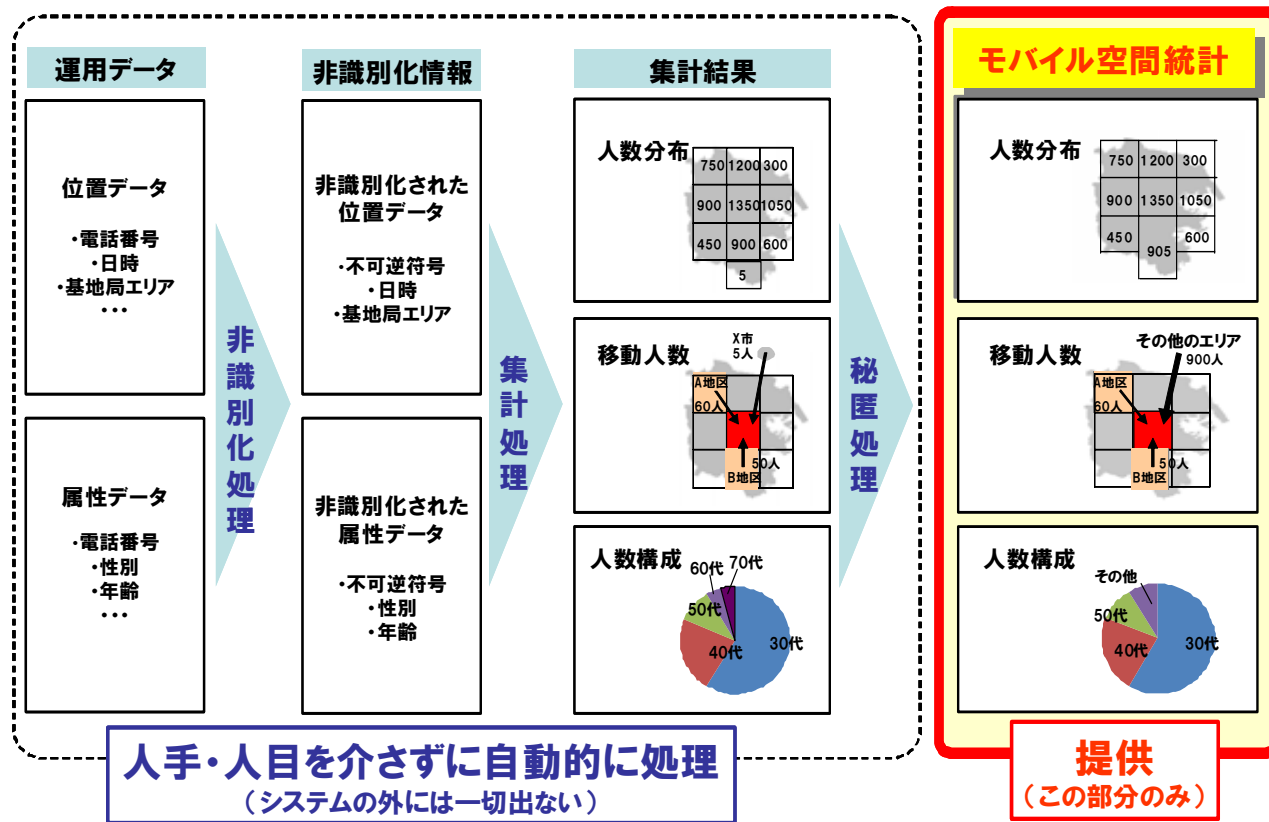 運用データ
位置データ
・電話番号
・日時
・基地局エリア
・・・
属性データ
・電話番号
・性別
・年齢
・・・
非識別化処理
非識別化情報
非識別化された
位置データ
・不可逆符号
・日時
・基地局エリア
非識別化された
属性データ
・不可逆符号
・性別
・年齢
集計処理
集計結果
人数分布
750 1200 300
900 1350 1050
450 900 600
5
移動人数
X市
5人
A地区
60人
50人
B地区
人数構成
60代 70代
50代
40代 30代
秘匿処理
モバイル空間統計
人数分布
750 1200 300
900 1350 1050
450 905 600
移動人数
その他のエリア
900人
A地区
60人
50人
B地区
人数構成
その他
50代
40代 30代
人手・人目を介さずに自動的に処理
（システムの外には一切出ない）
提供
（この部分のみ）